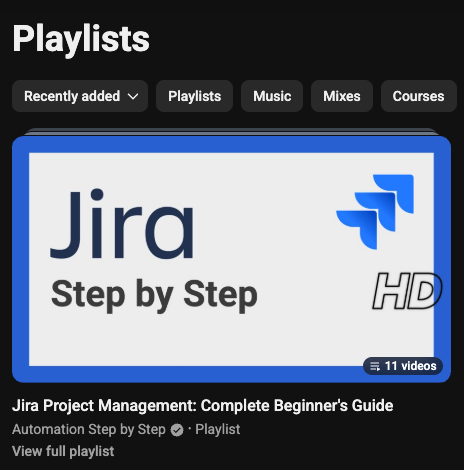 Playlists
Recently added Playlists Music Mixes Courses
Jira
Step by Step
HD
11 videos
Jira Project Management: Complete Beginner's Guide
Automation Step by Step · Playlist
View full playlist